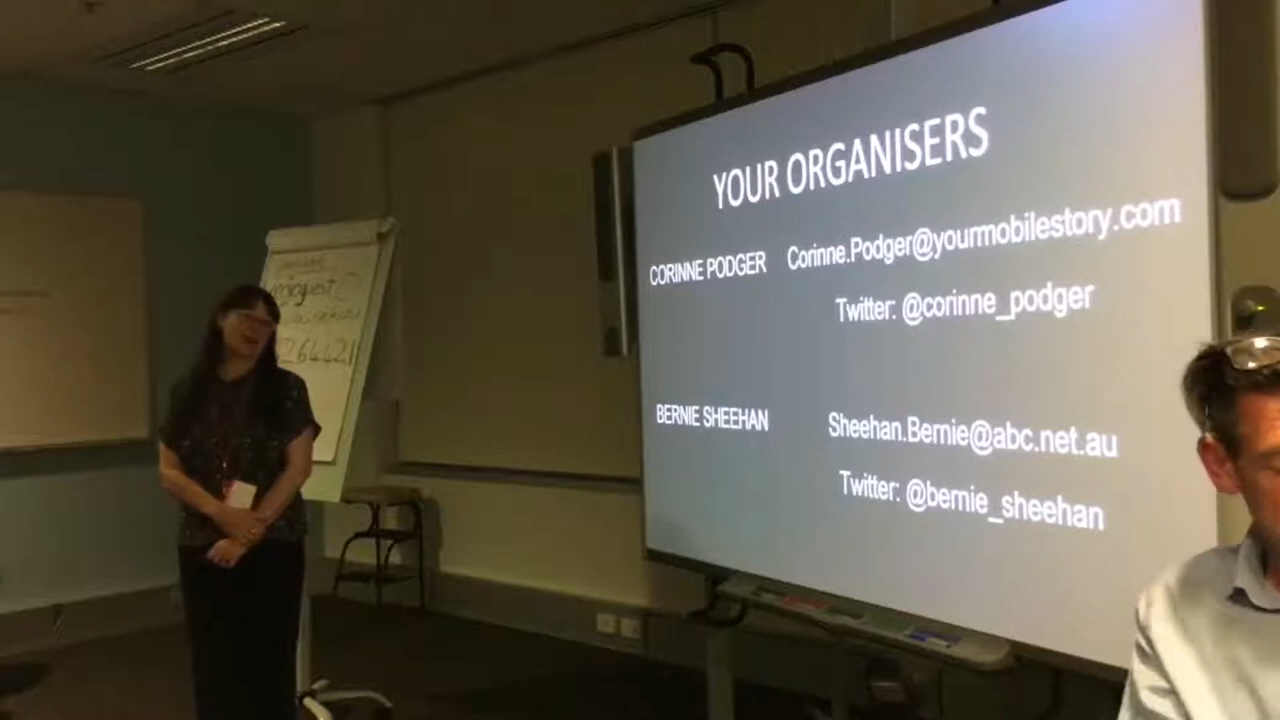 YOUR ORGANISERS
CORINNE PODGER Corinne.Podger@yourmobilestory.com
Twitter: @corinne_podger
BERNIE SHEEHAN Sheehan.Bernie@abc.net.au
Twitter: @bernie_sheehan